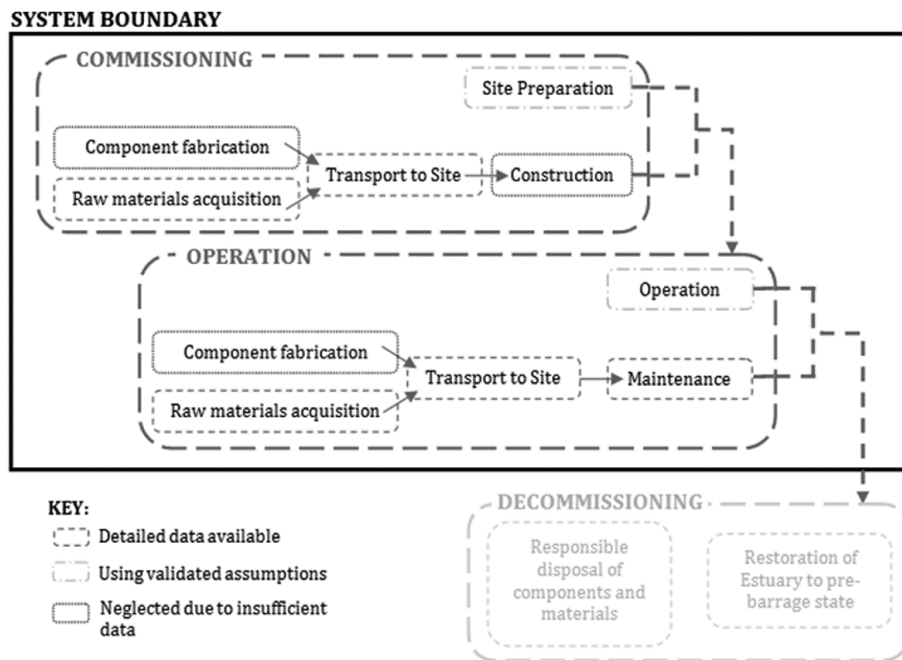 SYSTEM BOUNDARY
COMMISSIONING
Site Preparation
Component fabrication
Transport to Site
Construction
Raw materials acquisition
OPERATION
Operation
Component fabrication
Transport to Site
Maintenance
Raw materials acquisition
KEY:
Detailed data available
Using validated assumptions
Neglected due to insufficient
data
DECOMMISSIONING
Responsible
disposal of
components and
materials
Restoration of
Estuary to pre-
barrage state